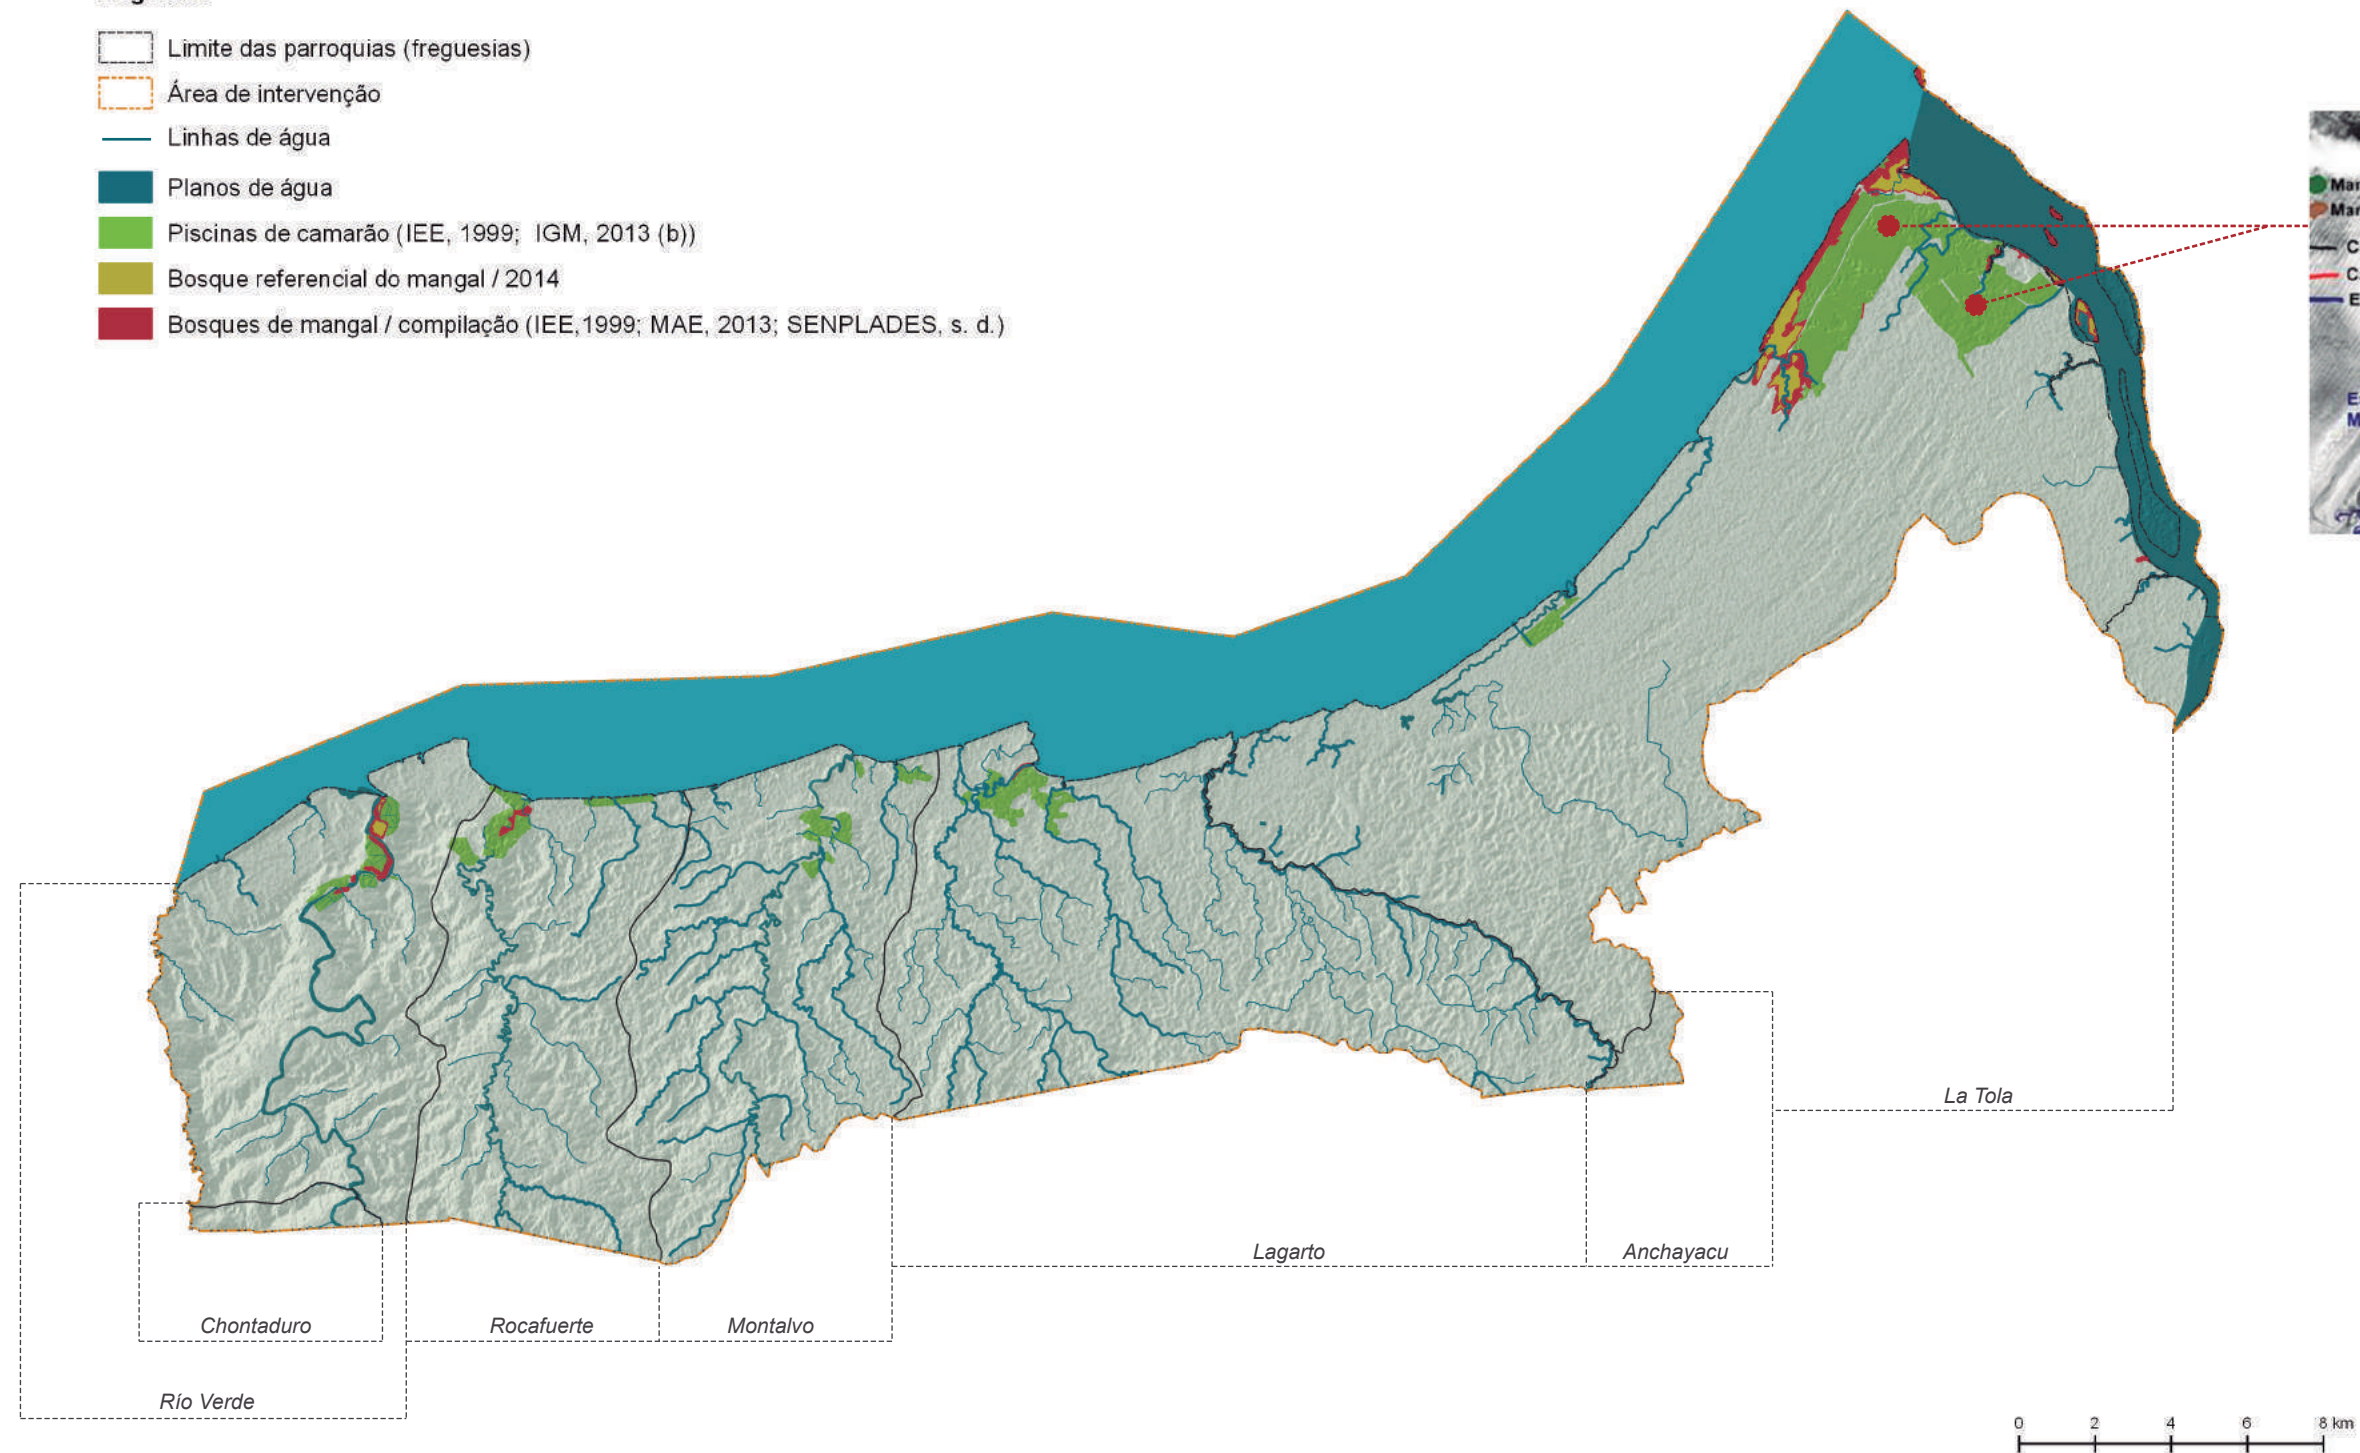 Limite das parroquias (freguesias)
Área de intervenção
Linhas de água
Planos de água
Piscinas de camarão (IEE, 1999; IGM, 2013 (b))
Bosque referencial do mangal / 2014
Bosques de mangal / compilação (IEE,1999; MAE, 2013; SENPLADES, s. d.)
La Tola
Lagarto
Anchayacu
Chontaduro
Rocafuerte
Montalvo
Río Verde
0 2 4 6 8 km